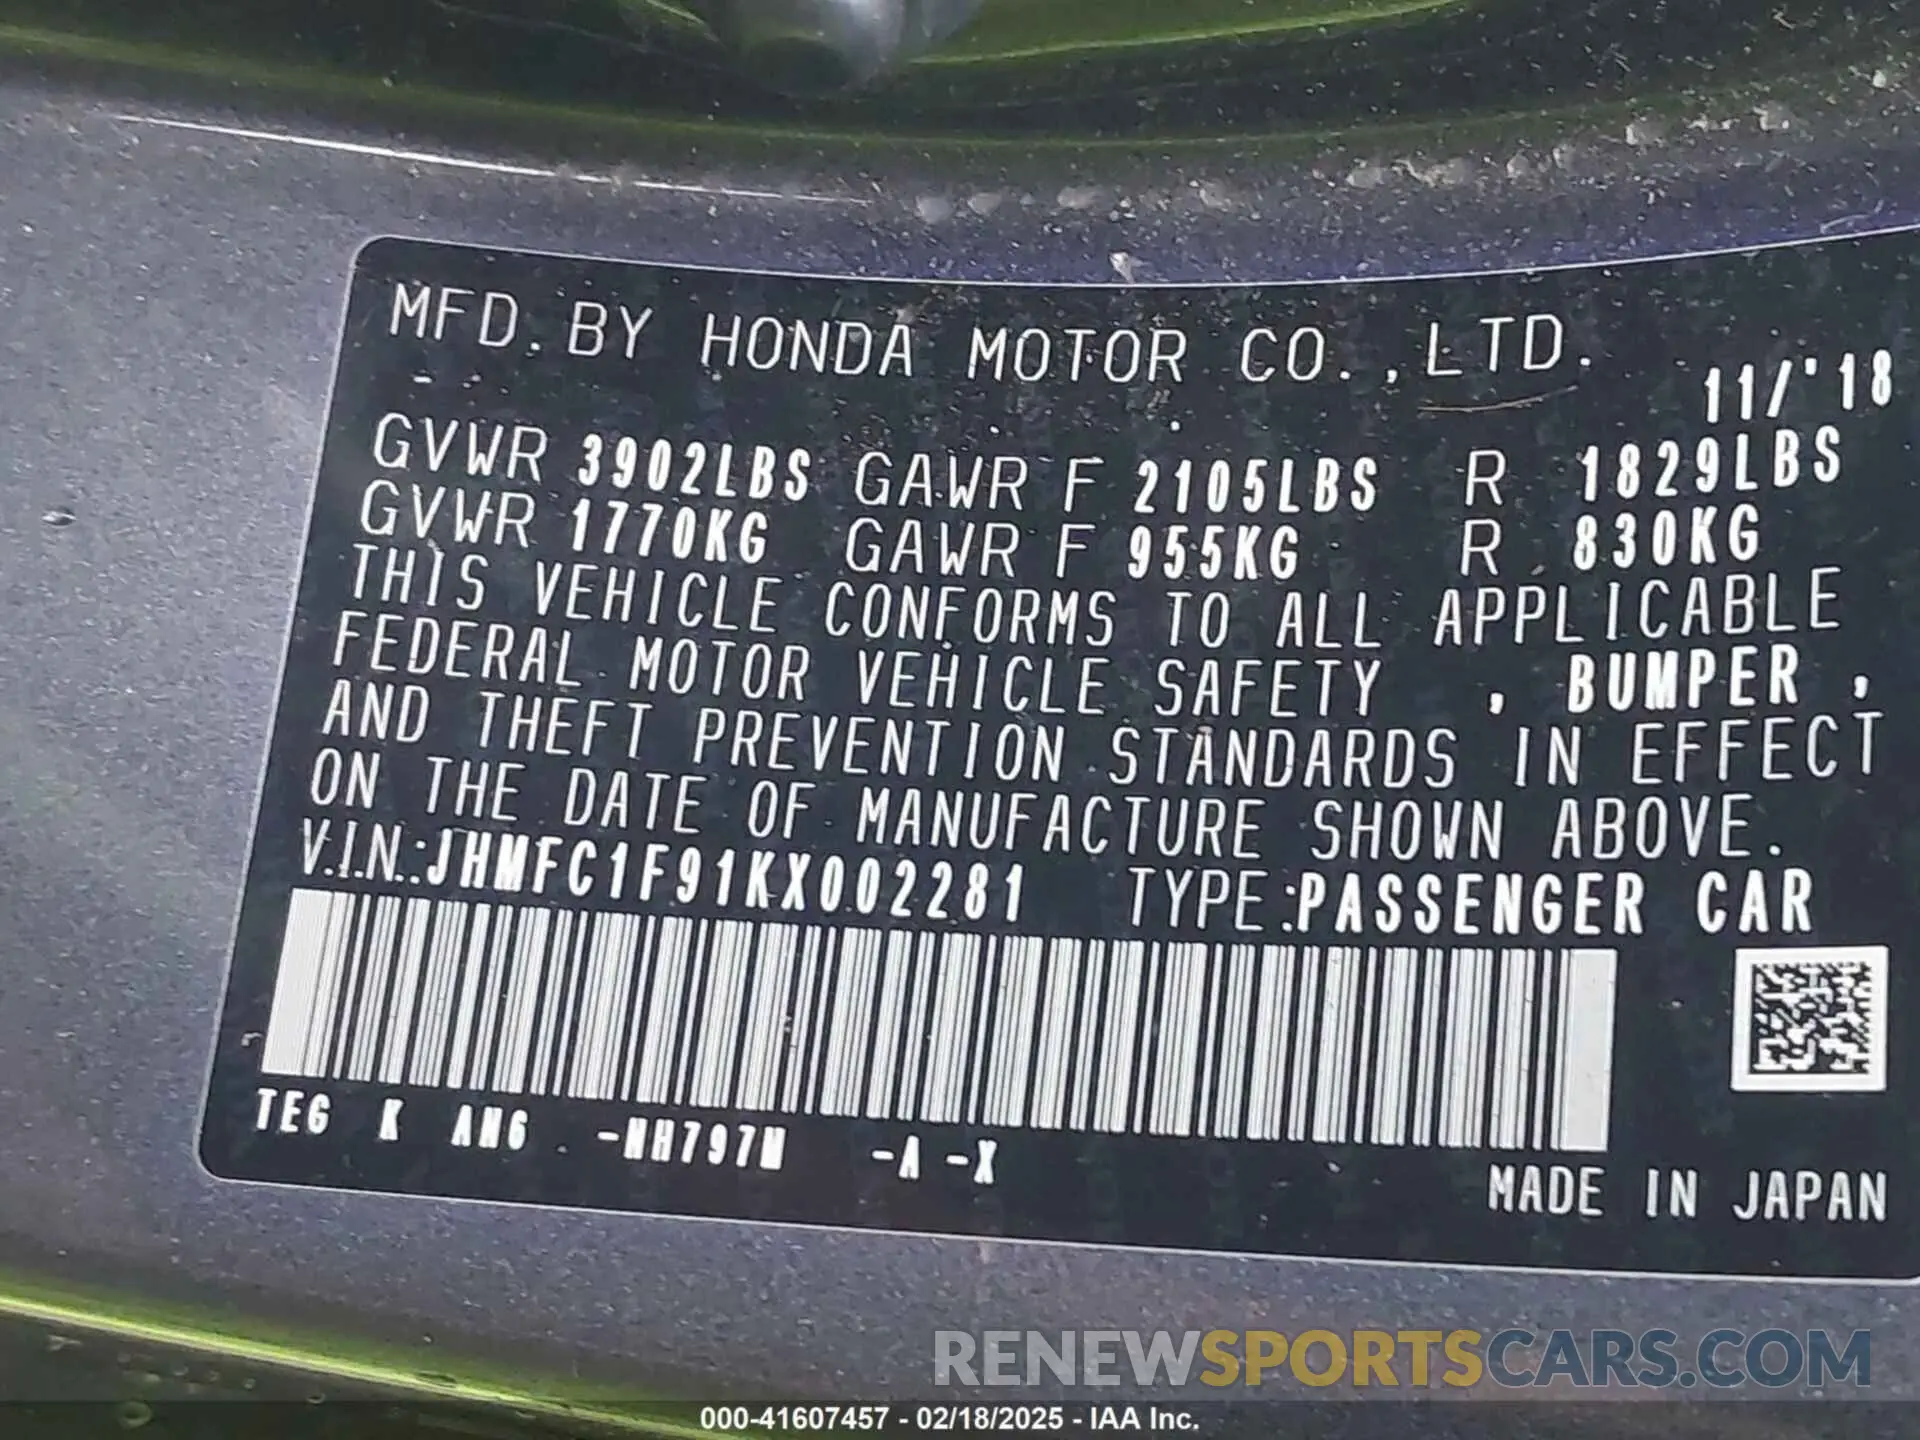 MFD. BY HONDA MOTOR CO., LTD.
11/'18
GVWR 3902LBS GAWR F 2105LBS R 1829LBS
GVWR 1770KG GAWR F 955KG R 830KG
THIS VEHICLE CONFORMS TO ALL APPLICABLE
FEDERAL MOTOR VEHICLE SAFETY , BUMPER ,
AND THEFT PREVENTION STANDARDS IN EFFECT
ON THE DATE OF MANUFACTURE SHOWN ABOVE.
V.I.N.:JHMFC1F91KX002281 TYPE:PASSENGER CAR
TEG K AN6 -NH797M -A -X
MADE IN JAPAN
RENEWSPORTSCARS.COM
000-41607457 - 02/18/2025 - IAA Inc.